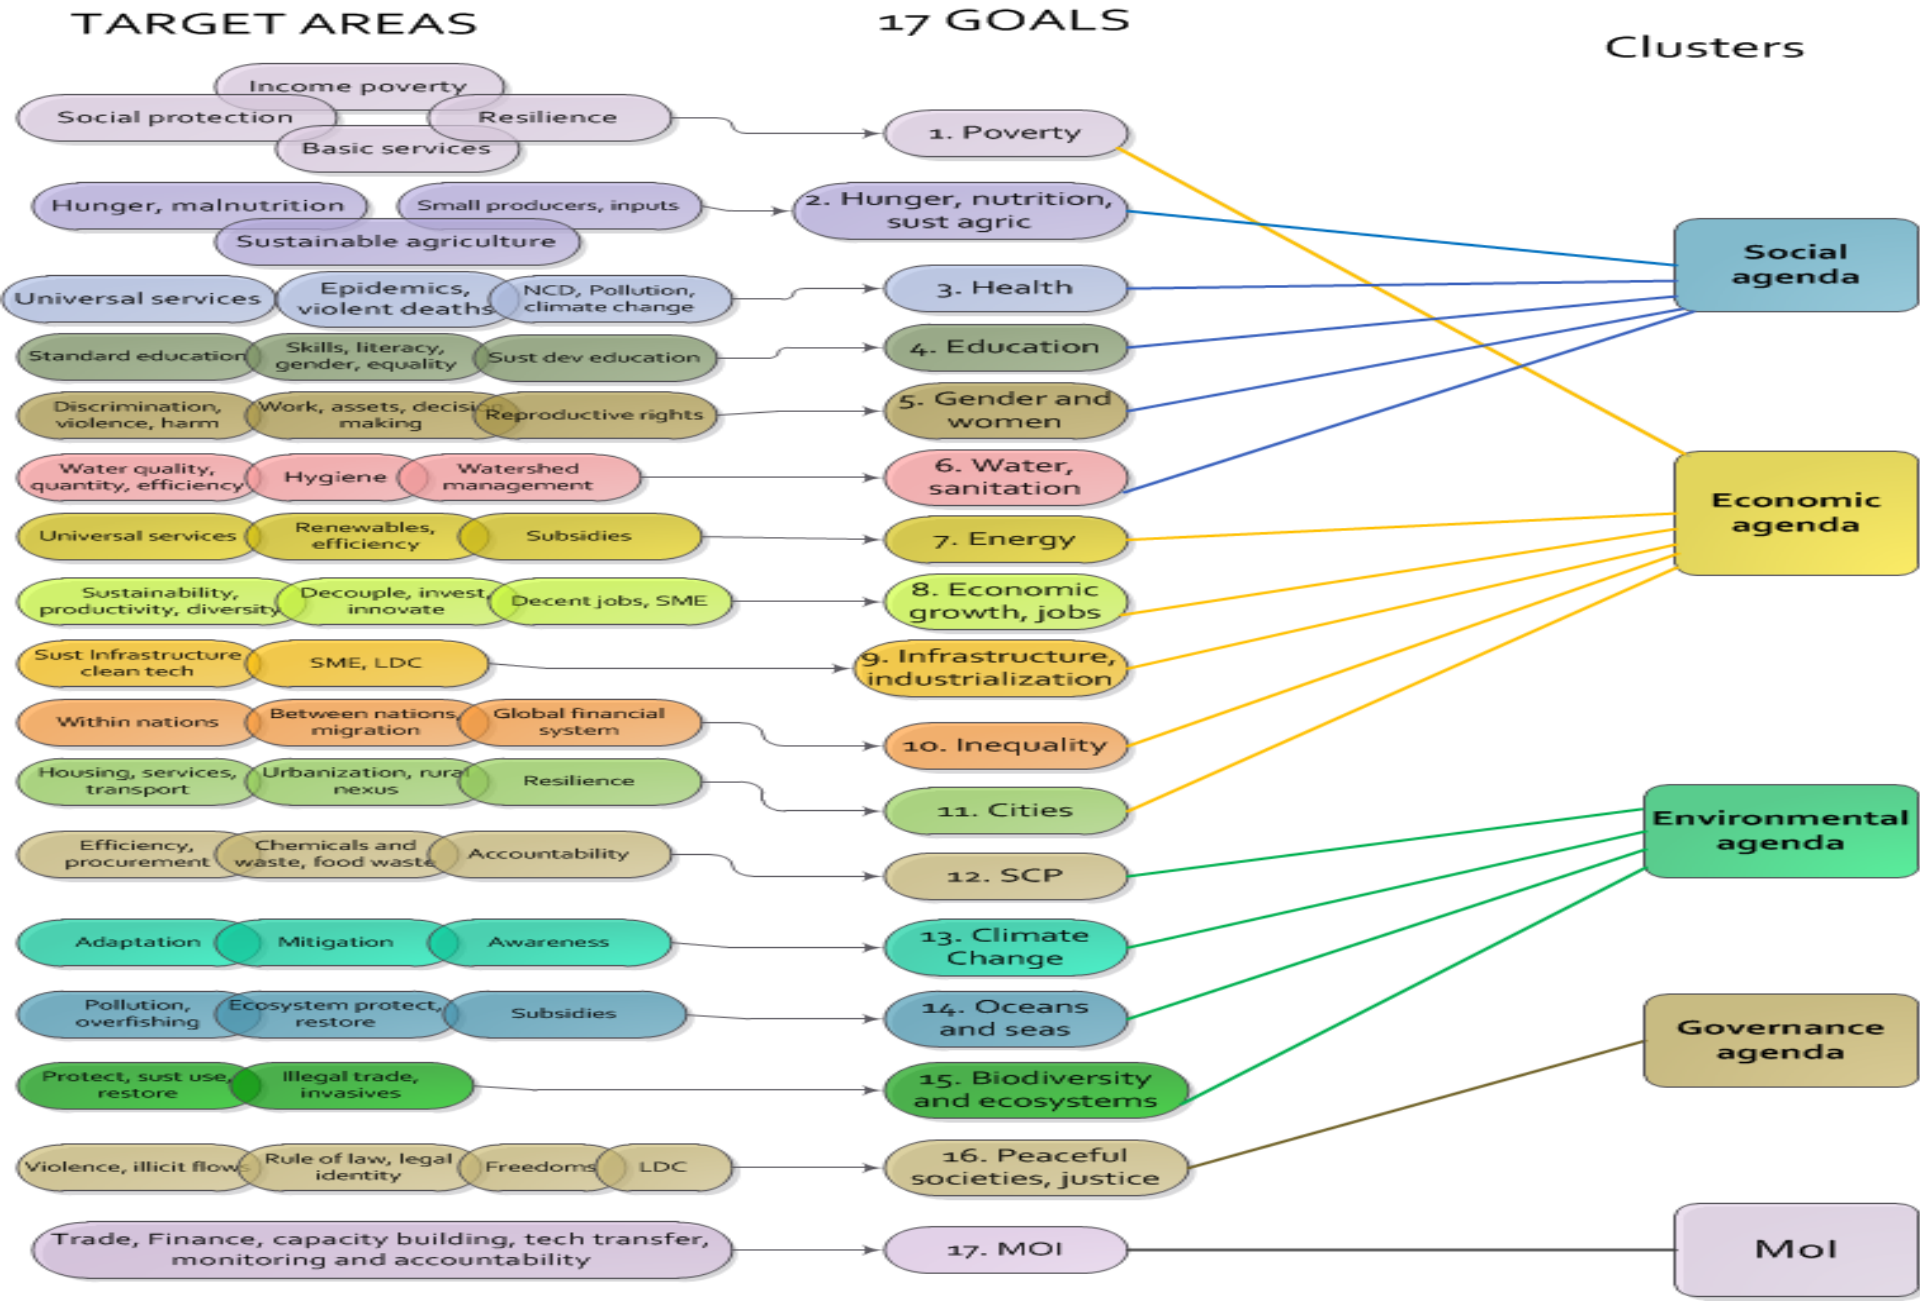 TARGET AREAS
17 GOALS
Clusters
Income poverty
Social protection
Resilience
Basic services
1. Poverty
Hunger, malnutrition
Small producers, inputs
Sustainable agriculture
2. Hunger, nutrition,
sust agric
Social
agenda
Universal services
Epidemics,
violent deaths
NCD, Pollution,
climate change
3. Health
Standard education
Skills, literacy,
gender, equality
Sust dev education
4. Education
Discrimination,
violence, harm
Work, assets, decision
making
Reproductive rights
5. Gender and
women
Water quality,
quantity, efficiency
Hygiene
Watershed
management
6. Water,
sanitation
Economic
agenda
Universal services
Renewables,
efficiency
Subsidies
7. Energy
Sustainability,
productivity, diversity
Decouple, invest,
innovate
Decent jobs, SME
8. Economic
growth, jobs
Sust Infrastructure
clean tech
SME, LDC
9. Infrastructure,
industrialization
Within nations
Between nations,
migration
Global financial
system
10. Inequality
Housing, services,
transport
Urbanization, rural
nexus
Resilience
11. Cities
Environmental
agenda
Efficiency,
procurement
Chemicals and
waste, food waste
Accountability
12. SCP
Adaptation
Mitigation
Awareness
13. Climate
Change
Pollution,
overfishing
Ecosystem protect,
restore
Subsidies
14. Oceans
and seas
Governance
agenda
Protect, sust use,
restore
Illegal trade,
invasives
15. Biodiversity
and ecosystems
Violence, illicit flows
Rule of law, legal
identity
Freedoms
LDC
16. Peaceful
societies, justice
Trade, Finance, capacity building, tech transfer,
monitoring and accountability
17. MOI
MoI